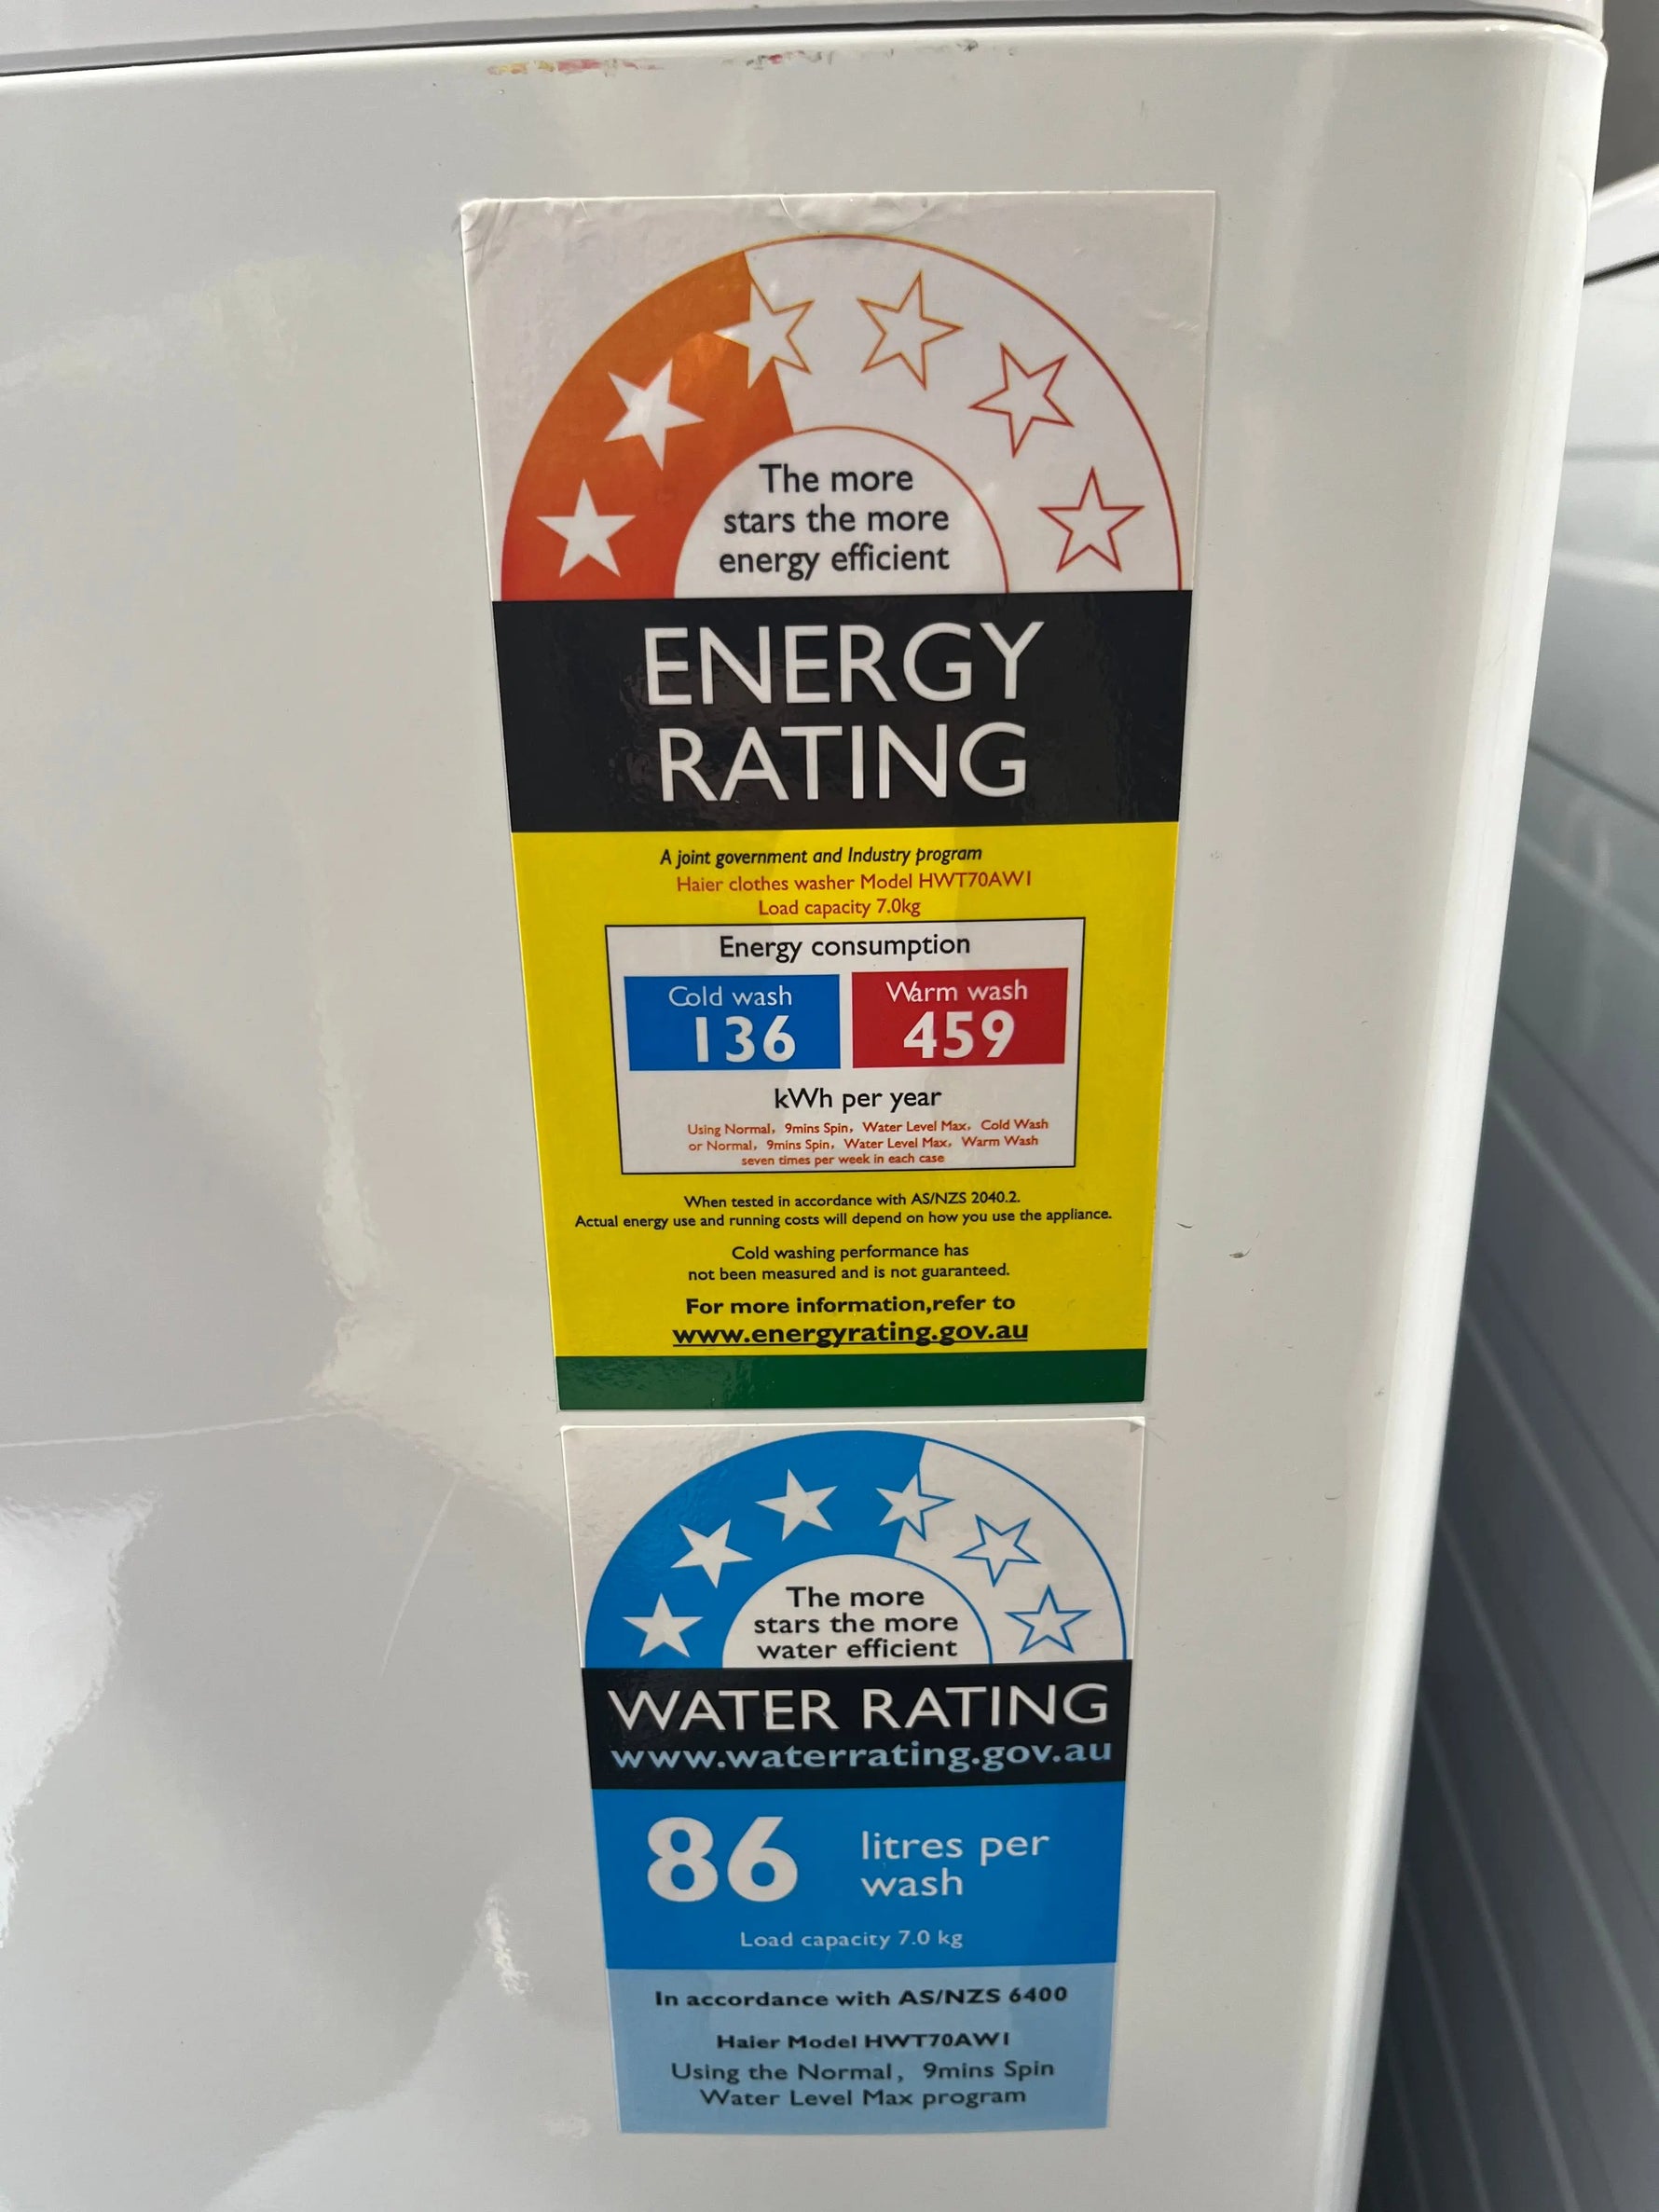 The more
stars the more
energy efficient
ENERGY
RATING
A joint government and Industry program
Haier clothes washer Model HWT70AW1
Load capacity 7.0kg
Energy consumption
Cold wash
136
Warm wash
459
kWh per year
Using Normal, 9mins Spin, Water Level Max, Cold Wash
or Normal, 9mins Spin, Water Level Max, Warm Wash
seven times per week in each case
When tested in accordance with AS/NZS 2040.2.
Actual energy use and running costs will depend on how you use the appliance.
Cold washing performance has
not been measured and is not guaranteed.
For more information,refer to
www.energyrating.gov.au
The more
stars the more
water efficient
WATER RATING
www.waterrating.gov.au
86
litres per
wash
Load capacity 7.0 kg
In accordance with AS/NZS 6400
Haier Model HWT70AW1
Using the Normal, 9mins Spin
Water Level Max program